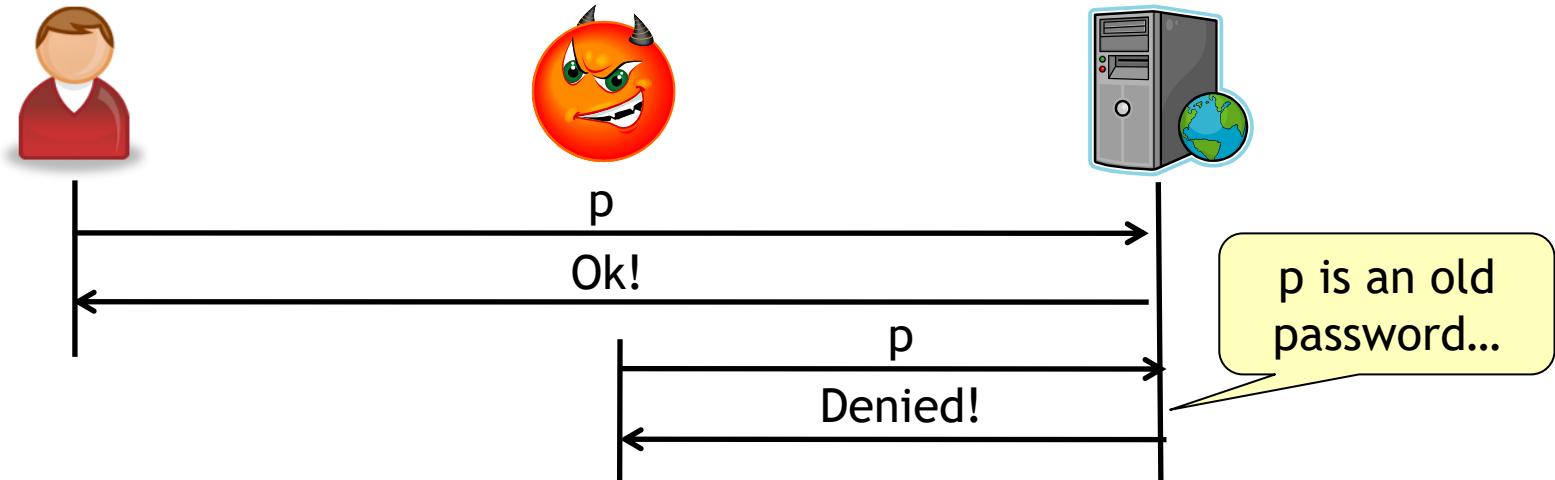 p
Ok!
p
Denied!
p is an old
password…